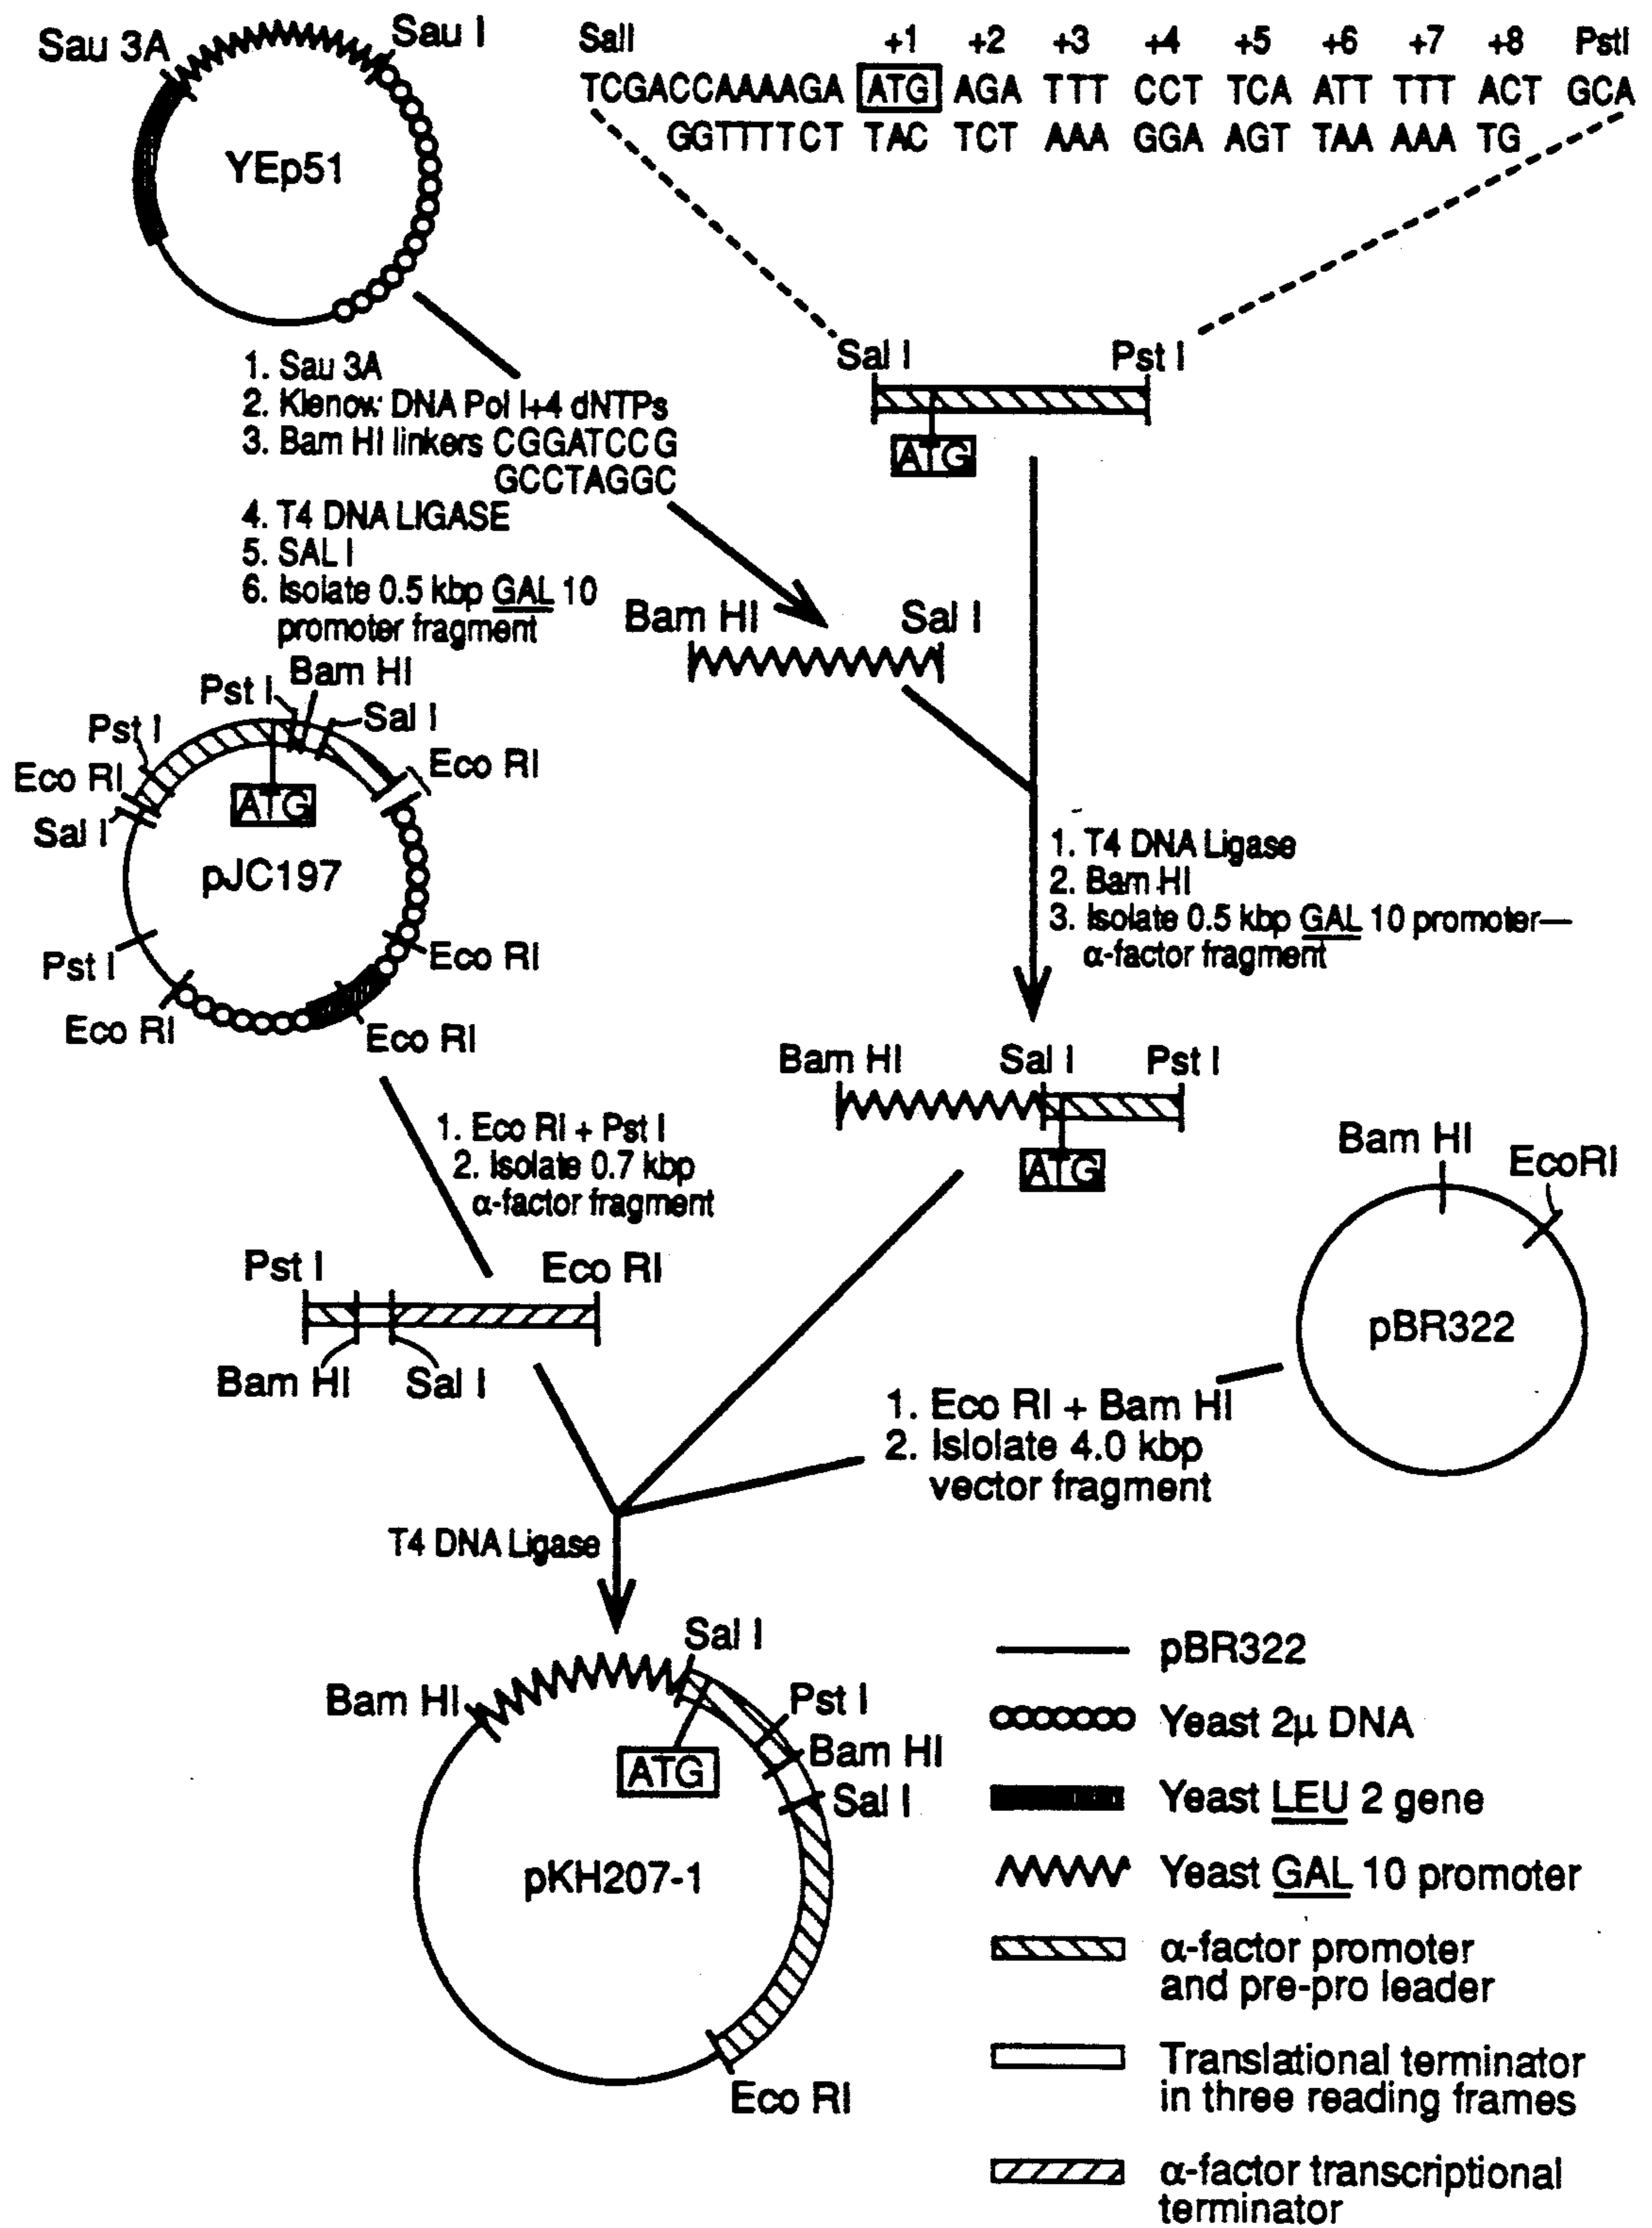 Sau 3A
Sau I
YEp51
SalI +1 +2 +3 +4 +5 +6 +7 +8 PstI
TCGACCAAAAGA ATG AGA TTT CCT TCA ATT TTT ACT GCA
GGTTTTCT TAC TCT AAA GGA AGT TAA AAA TG
1. Sau 3A
2. Klenow DNA Pol I+4 dNTPs
3. Bam HI linkers CGGATCCG
GCCTAGGC
4. T4 DNA LIGASE
5. SAL I
6. Isolate 0.5 kbp GAL 10
promoter fragment
Sal I
Pst I
ATG
Bam HI
Sal I
Pst I
Bam HI
Sal I
Pst I
Eco RI
Eco RI
Sal I
ATG
pJC197
Pst I
Eco RI
Eco RI
Eco RI
1. T4 DNA Ligase
2. Bam HI
3. Isolate 0.5 kbp GAL 10 promoter—
α-factor fragment
Bam HI
Sal I
Pst I
ATG
1. Eco RI + Pst I
2. Isolate 0.7 kbp
α-factor fragment
Bam HI
EcoRI
pBR322
Pst I
Eco RI
Bam HI
Sal I
1. Eco RI + Bam HI
2. Islolate 4.0 kbp
vector fragment
T4 DNA Ligase
Sal I
Bam HI
Pst I
Bam HI
ATG
Sal I
pKH207-1
Eco RI
pBR322
Yeast 2μ DNA
Yeast LEU 2 gene
Yeast GAL 10 promoter
α-factor promoter
and pre-pro leader
Translational terminator
in three reading frames
α-factor transcriptional
terminator